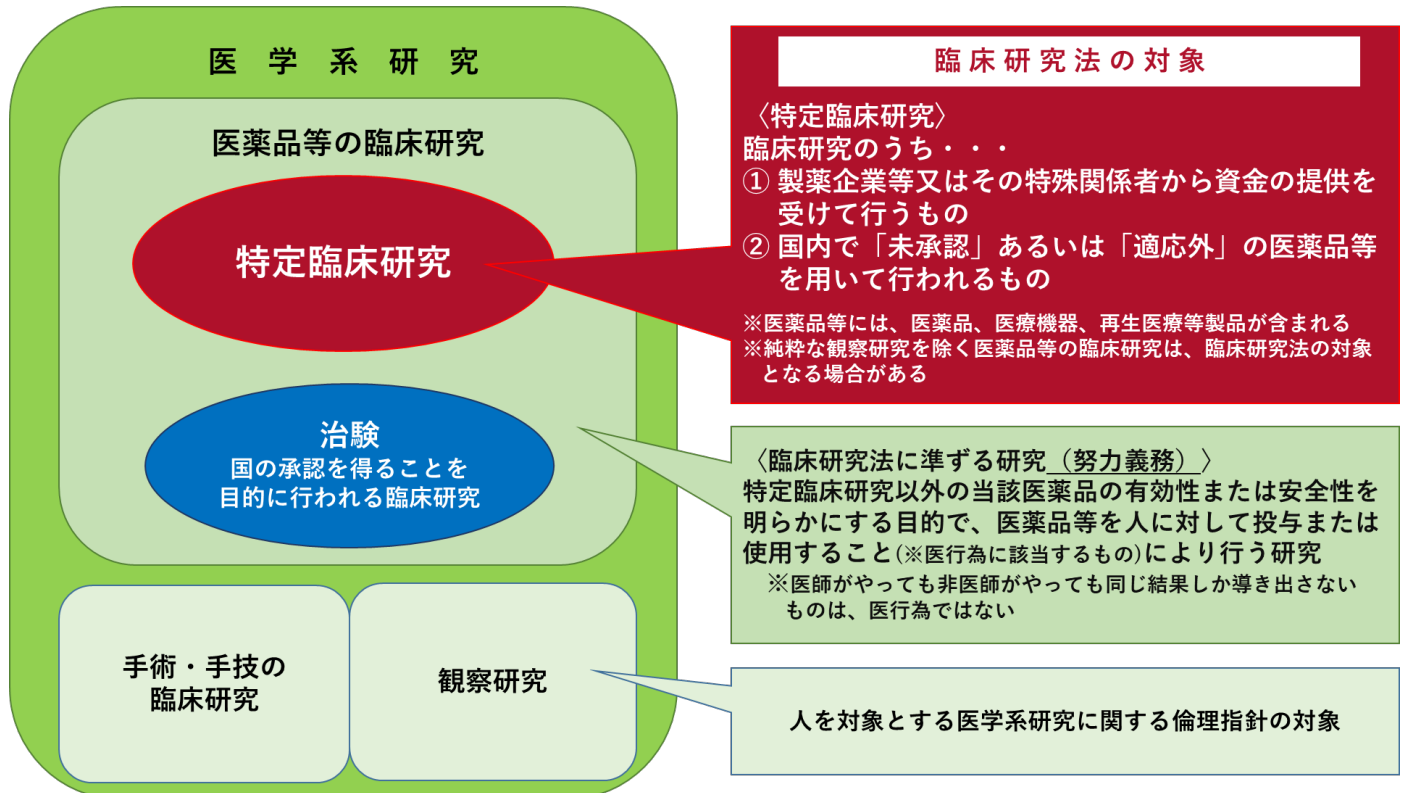 医学系研究
医薬品等の臨床研究
特定臨床研究
治験
国の承認を得ることを
目的に行われる臨床研究
手術・手技の
臨床研究
観察研究
臨床研究法の対象
〈特定臨床研究〉
臨床研究のうち・・・
① 製薬企業等又はその特殊関係者から資金の提供を
受けて行うもの
② 国内で「未承認」あるいは「適応外」の医薬品等
を用いて行われるもの
※医薬品等には、医薬品、医療機器、再生医療等製品が含まれる
※純粋な観察研究を除く医薬品等の臨床研究は、臨床研究法の対象
となる場合がある
〈臨床研究法に準ずる研究（努力義務）〉
特定臨床研究以外の当該医薬品の有効性または安全性を
明らかにする目的で、医薬品等を人に対して投与または
使用すること(※医行為に該当するもの)により行う研究
※医師がやっても非医師がやっても同じ結果しか導き出さない
ものは、医行為ではない
人を対象とする医学系研究に関する倫理指針の対象